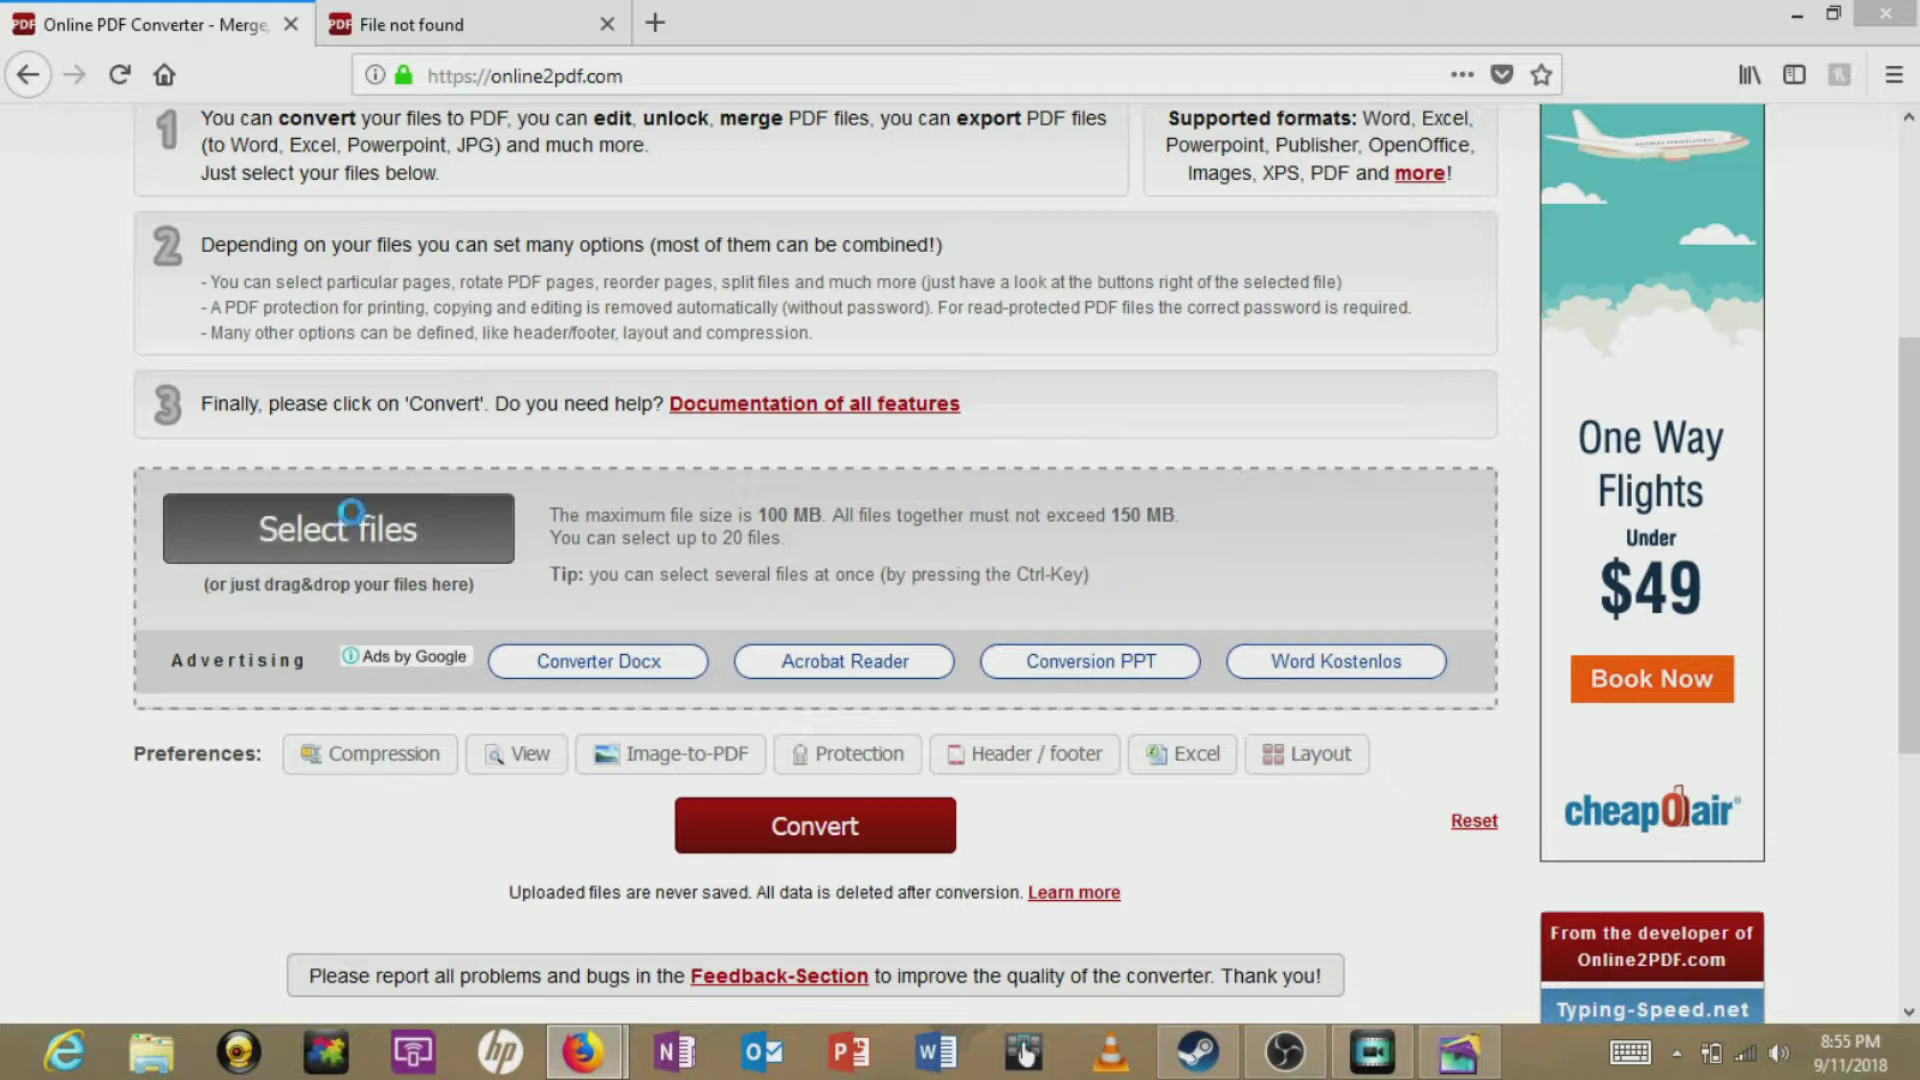 Online PDF Converter - Merge,
File not found
https://online2pdf.com
1
You can convert your files to PDF, you can edit, unlock, merge PDF files, you can export PDF files
(to Word, Excel, Powerpoint, JPG) and much more.
Just select your files below.
Supported formats: Word, Excel,
Powerpoint, Publisher, OpenOffice,
Images, XPS, PDF and more!
2
Depending on your files you can set many options (most of them can be combined!)
- You can select particular pages, rotate PDF pages, reorder pages, split files and much more (just have a look at the buttons right of the selected file)
- A PDF protection for printing, copying and editing is removed automatically (without password). For read-protected PDF files the correct password is required.
- Many other options can be defined, like header/footer, layout and compression.
3
Finally, please click on 'Convert'. Do you need help? Documentation of all features
Select files
(or just drag&drop your files here)
The maximum file size is 100 MB. All files together must not exceed 150 MB.
You can select up to 20 files.
Tip: you can select several files at once (by pressing the Ctrl-Key)
Advertising
Ads by Google
Converter Docx
Acrobat Reader
Conversion PPT
Word Kostenlos
Preferences:
Compression
View
Image-to-PDF
Protection
Header / footer
Excel
Layout
Convert
Reset
Uploaded files are never saved. All data is deleted after conversion. Learn more
Please report all problems and bugs in the Feedback-Section to improve the quality of the converter. Thank you!
One Way
Flights
Under
$49
Book Now
cheapOair
From the developer of
Online2PDF.com
Typing-Speed.net
8:55 PM
9/11/2018